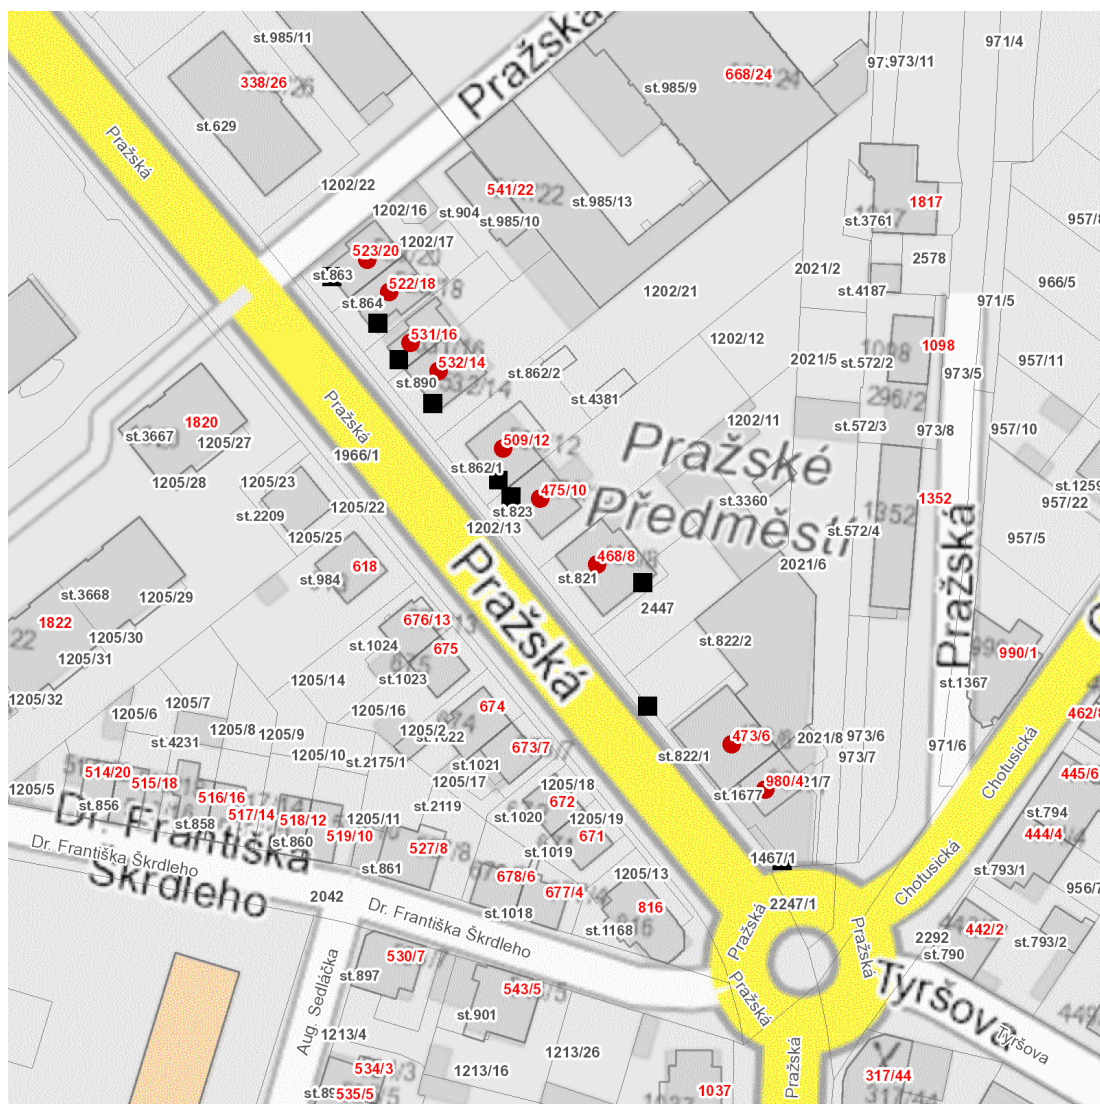 st.985/11
Pražská
971/4
973/11
338/26
668/24
st.985/9
st.629
Pražská
1202/22
541/22
1817
1202/16
st.904
st.985/13
st.3761
957/8
st.985/10
1202/17
523/20
2578
st.863
2021/2
966/5
522/18
1202/21
st.4187
971/5
st.864
531/16
1202/12
1098
1098
532/14
st.862/2
2021/5
st.572/2
957/11
973/5
st.890
st.4381
296/2
Pražská
1820
1202/11
st.572/3
973/8
957/10
st.3667
1205/27
509/12
Pražské
1966/1
st.862/1
1205/28
1205/23
475/10
st.1259
1352
st.3360
957/22
1205/22
st.823
Předměstí
1352
st.2209
1202/13
st.572/4
1205/25
957/5
468/8
2021/6
618
st.984
st.821
st.3668
1205/29
2447
Pražská
Pražská
1822
676/13
1205/30
st.1024
675
st.822/2
990/1
1205/31
st.1023
1205/14
st.1367
1205/32
1205/7
674
1205/6
1205/16
462/8
1205/8
1205/2
1205/9
473/6
2021/8
973/6
st.4231
673/7
971/6
1205/10
st.2175/1
st.822/1
973/7
Chotusická
st.1021
514/20
515/18
1205/17
1205/18
980/4
445/6
1205/5
516/16
672
st.1677
st.856
2119
st.794
517/14
518/12
1205/11
st.1020
1205/19
st.858
519/10
671
444/4
Dr. Františka
st.860
527/8
st.1019
1467/1
Dr. Františka Škrdleho
st.861
678/6
1205/13
Chotusická
st.793/1
Škrdleho
677/4
956/7
2042
Dr. Františka Škrdleho
st.1018
816
2247/1
st.1168
Pražská
Pražská
442/2
2292
st.793/2
530/7
st.790
st.897
543/5
Tyršova
Aug. Sedláčka
Pražská
st.901
1213/4
Tyršova
1213/26
Pražská
534/3
1213/16
317/44
535/5
1037